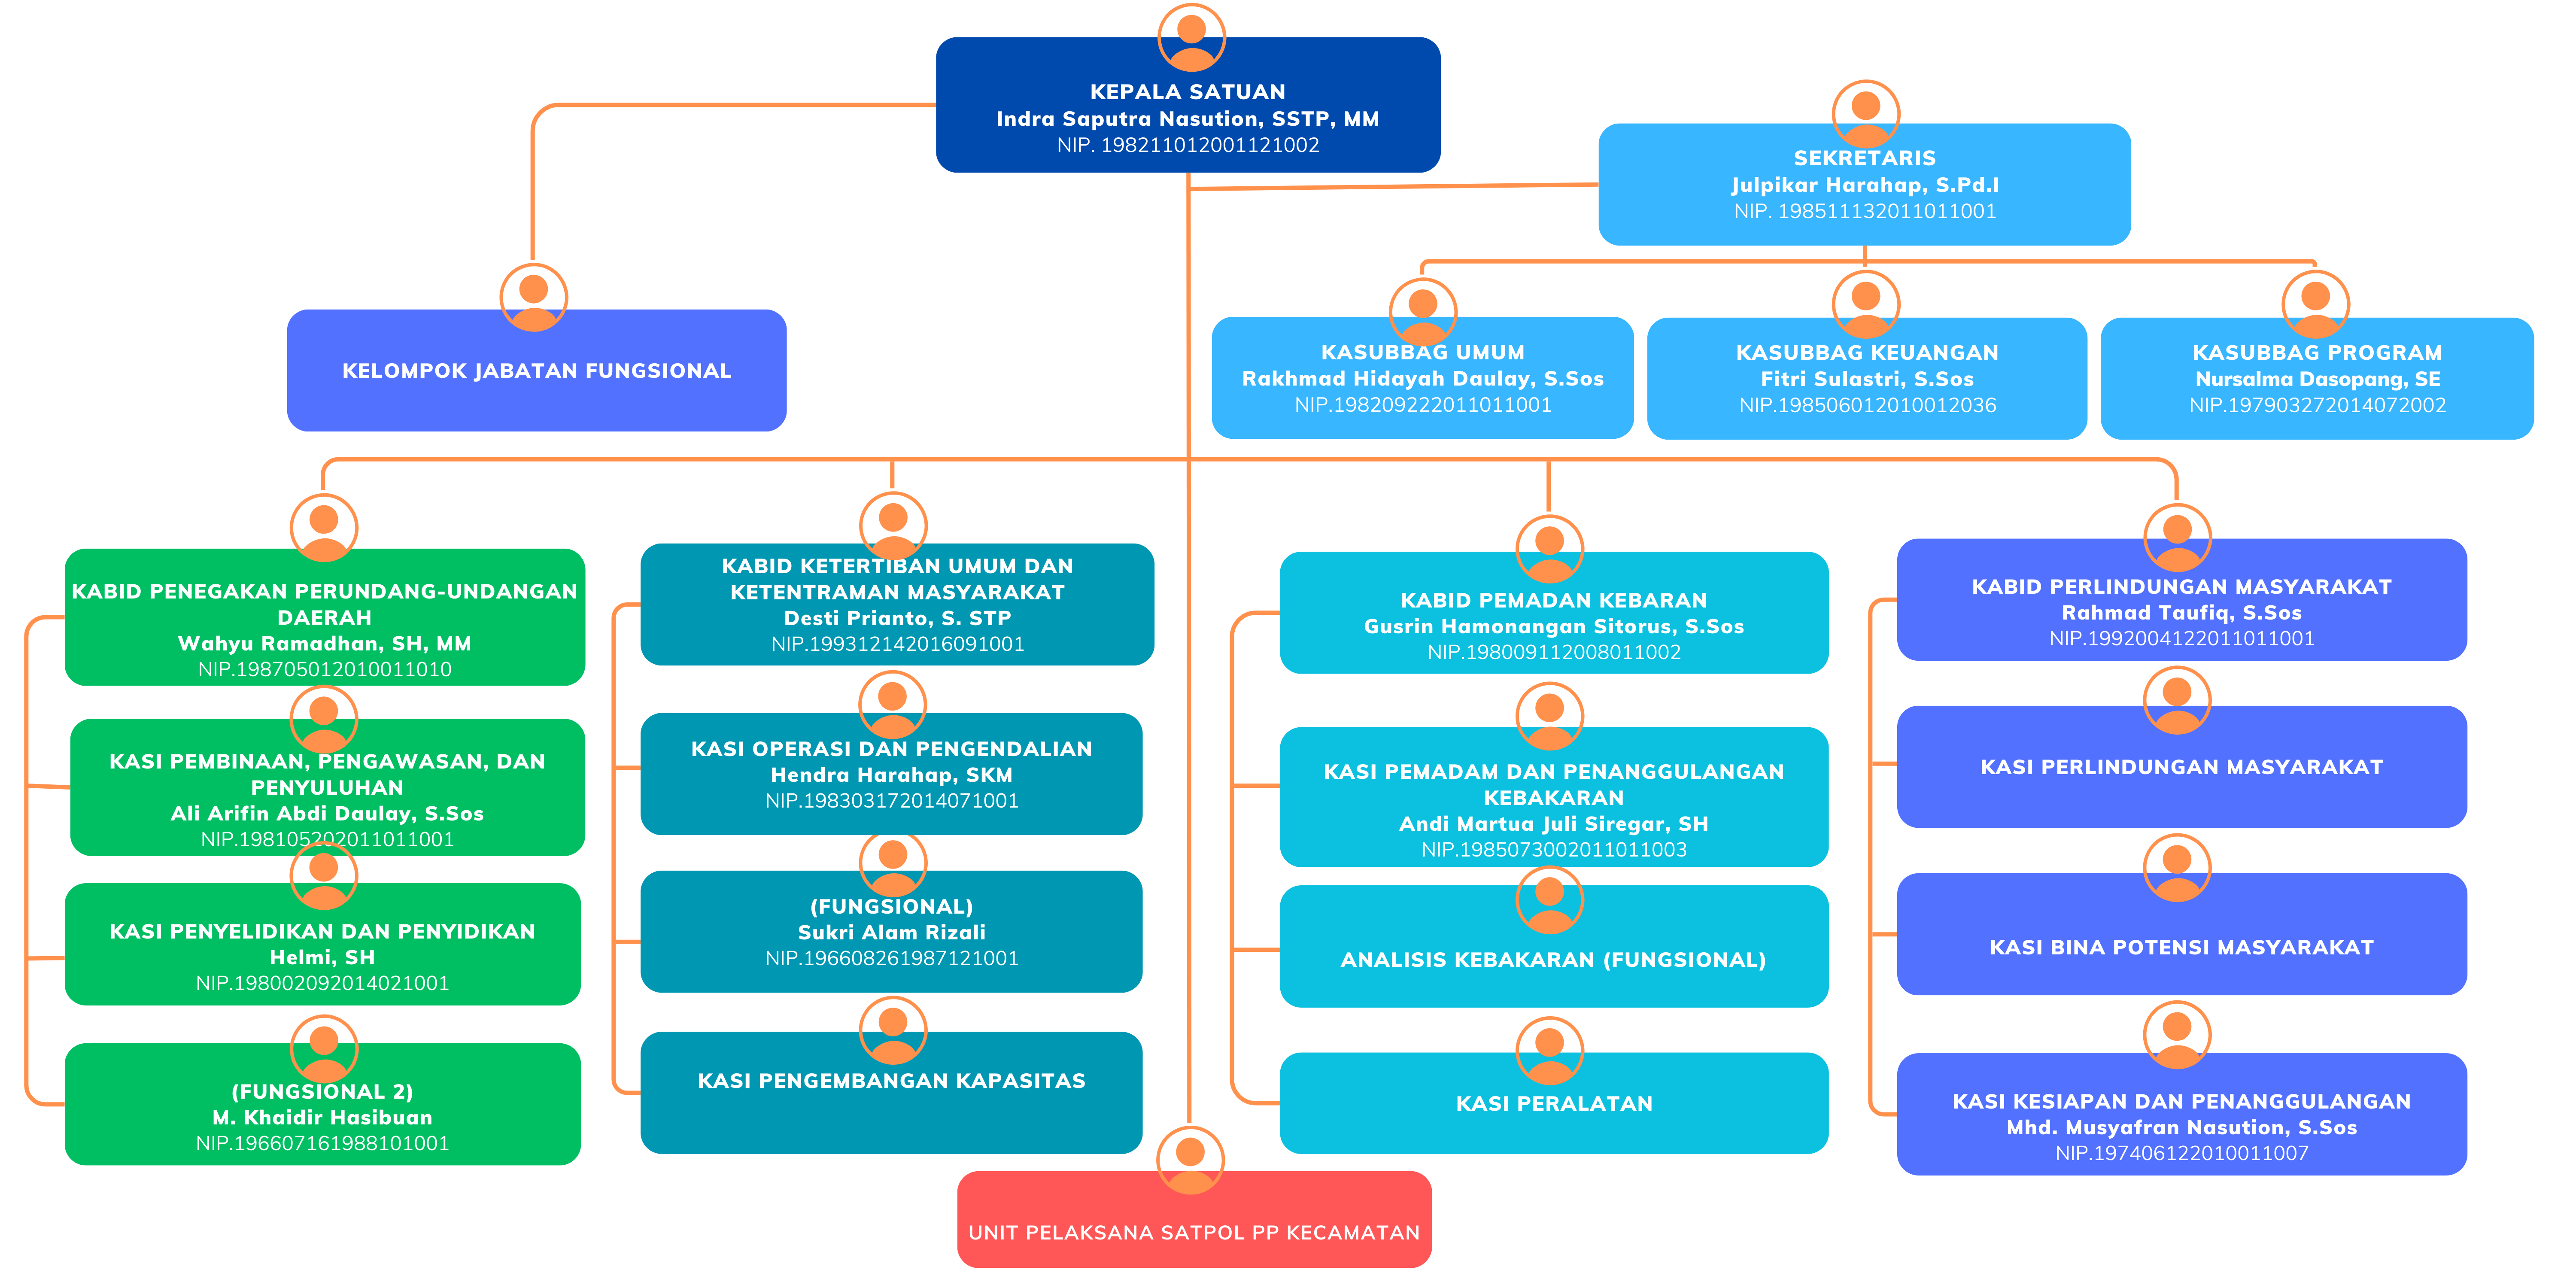 KEPALA SATUAN
Indra Saputra Nasution, SSTP, MM
NIP. 198211012001121002
SEKRETARIS
Julpikar Harahap, S.Pd.I
NIP. 198511132011011001
KELOMPOK JABATAN FUNGSIONAL
KASUBBAG UMUM
Rakhmad Hidayah Daulay, S.Sos
NIP.198209222011011001
KASUBBAG KEUANGAN
Fitri Sulastri, S.Sos
NIP.198506012010012036
KASUBBAG PROGRAM
Nursalma Dasopang, SE
NIP.197903272014072002
KABID PENEGAKAN PERUNDANG-UNDANGAN
DAERAH
Wahyu Ramadhan, SH, MM
NIP.198705012010011010
KASI PEMBINAAN, PENGAWASAN, DAN
PENYULUHAN
Ali Arifin Abdi Daulay, S.Sos
NIP.198105202011011001
KASI PENYELIDIKAN DAN PENYIDIKAN
Helmi, SH
NIP.198002092014021001
(FUNGSIONAL 2)
M. Khaidir Hasibuan
NIP.196607161988101001
KABID KETERTIBAN UMUM DAN
KETENTRAMAN MASYARAKAT
Desti Prianto, S. STP
NIP.199312142016091001
KASI OPERASI DAN PENGENDALIAN
Hendra Harahap, SKM
NIP.198303172014071001
(FUNGSIONAL)
Sukri Alam Rizali
NIP.196608261987121001
KASI PENGEMBANGAN KAPASITAS
KABID PEMADAN KEBARAN
Gusrin Hamonangan Sitorus, S.Sos
NIP.198009112008011002
KASI PEMADAM DAN PENANGGULANGAN
KEBAKARAN
Andi Martua Juli Siregar, SH
NIP.1985073002011011003
ANALISIS KEBAKARAN (FUNGSIONAL)
KASI PERALATAN
KABID PERLINDUNGAN MASYARAKAT
Rahmad Taufiq, S.Sos
NIP.1992004122011011001
KASI PERLINDUNGAN MASYARAKAT
KASI BINA POTENSI MASYARAKAT
KASI KESIAPAN DAN PENANGGULANGAN
Mhd. Musyafran Nasution, S.Sos
NIP.197406122010011007
UNIT PELAKSANA SATPOL PP KECAMATAN